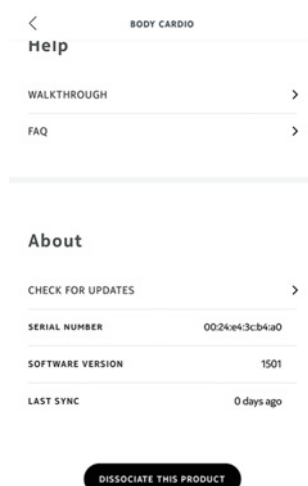 BODY CARDIO
Help
WALKTHROUGH
FAQ
About
CHECK FOR UPDATES
SERIAL NUMBER 00:24:e4:3c:b4:a0
SOFTWARE VERSION 1501
LAST SYNC 0 days ago
DISSOCIATE THIS PRODUCT